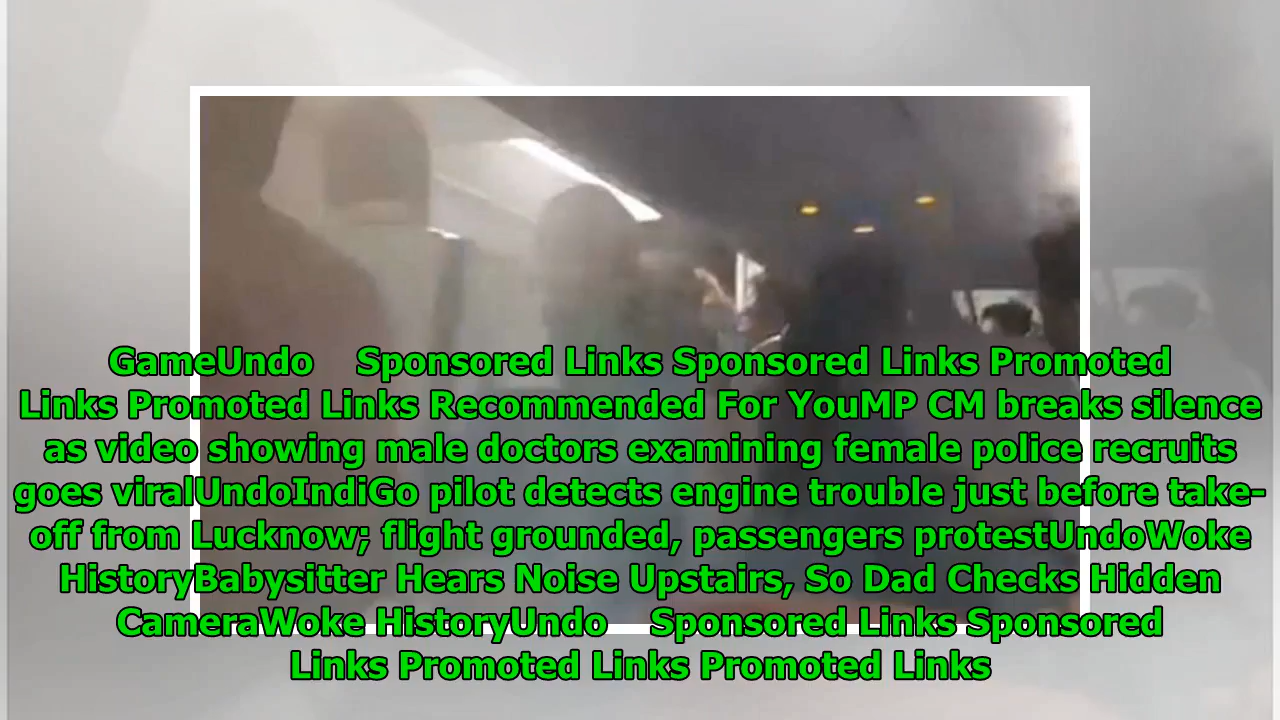 GameUndo    Sponsored Links Sponsored Links Promoted
Links Promoted Links Recommended For YouMP CM breaks silence
as video showing male doctors examining female police recruits
goes viralUndoIndiGo pilot detects engine trouble just before take-
off from Lucknow; flight grounded, passengers protestUndoWoke
HistoryBabysitter Hears Noise Upstairs, So Dad Checks Hidden
CameraWoke HistoryUndo    Sponsored Links Sponsored
Links Promoted Links Promoted Links